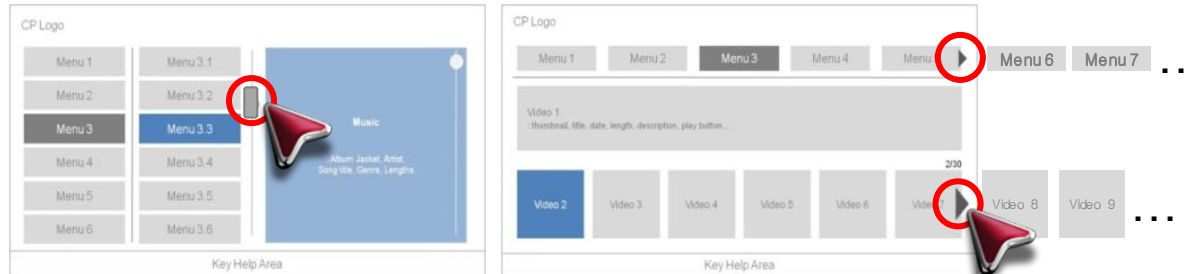 CP Logo
Menu 1 Menu 3.1
Menu 2 Menu 3.2
Menu 3 Menu 3.3
Menu 4 Menu 3.4
Menu 5 Menu 3.5
Menu 6 Menu 3.6
Music
Album Jacket, Artist,
Song title, Genre, Lengths
Key Help Area
CP Logo
Menu 1 Menu 2 Menu 3 Menu 4 Menu Menu 6 Menu 7 . .
Video 1
: thumbnail, title, date, length, description, play button...
2/30
Video 2 Video 3 Video 4 Video 5 Video 6 Video 7 Video 8 Video 9 ...
Key Help Area